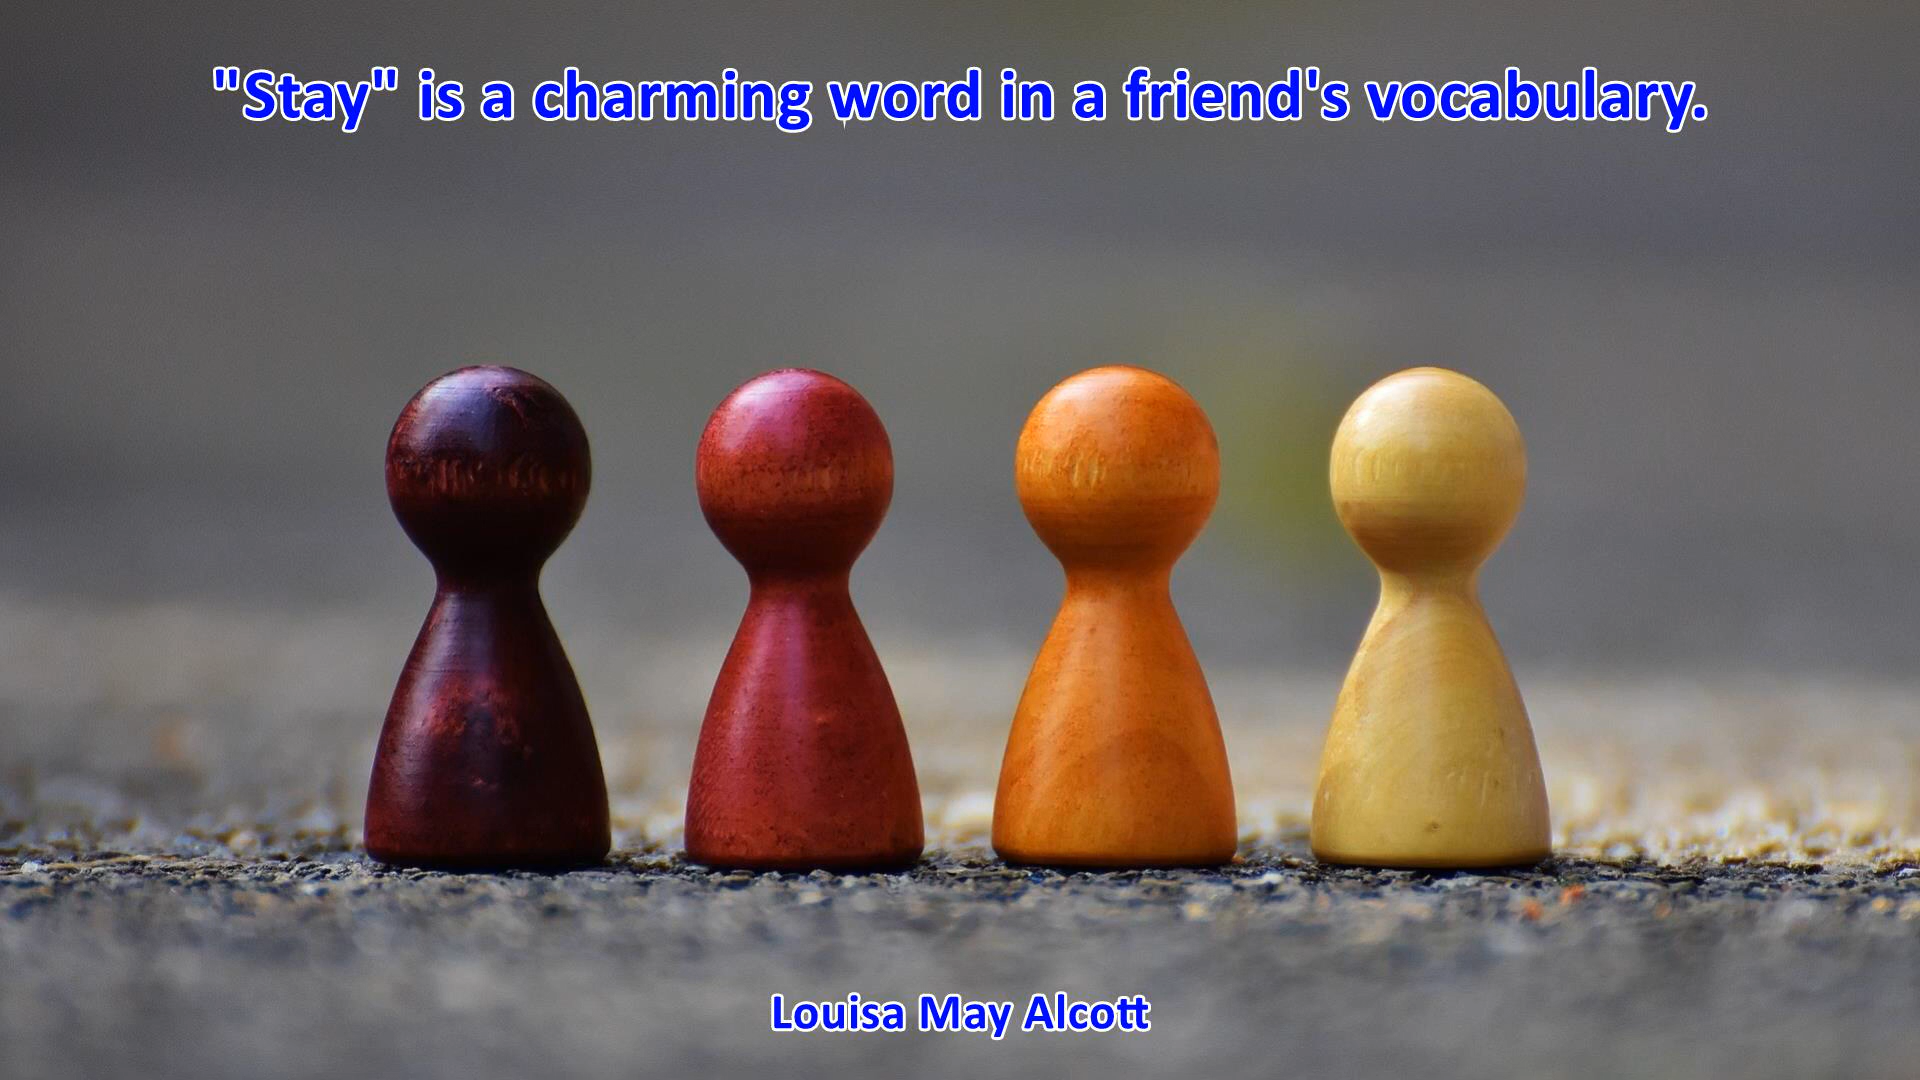 "Stay" is a charming word in a friend's vocabulary.
Louisa May Alcott